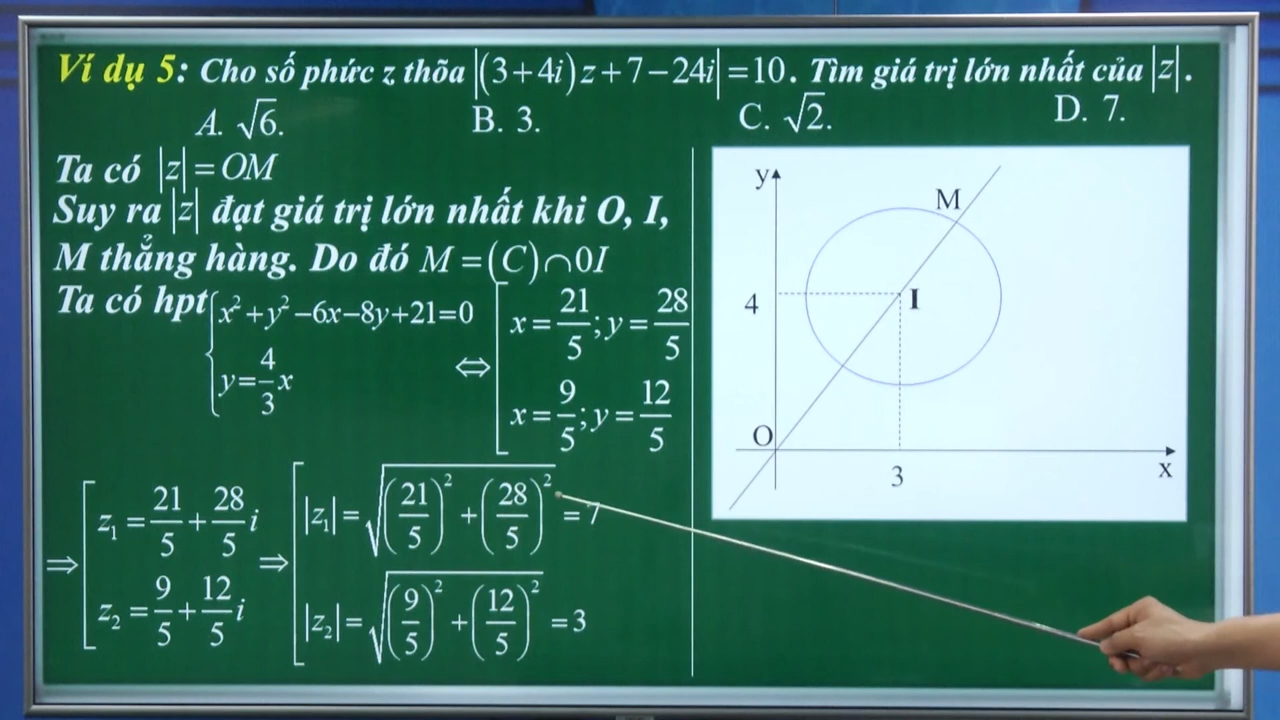 Ví dụ 5: Cho số phức z thõa |(3+4i)z+7−24i|=10. Tìm giá trị lớn nhất của |z|.
A. √6. B. 3. C. √2. D. 7.
Ta có |z|=OM
Suy ra |z| đạt giá trị lớn nhất khi O, I,
M thẳng hàng. Do đó M=(C)∩0I
Ta có hpt { x²+y²−6x−8y+21=0
y=4/3x
⇔ [ x=21/5; y=28/5
x=9/5; y=12/5
⇒ [ z₁=21/5+28/5i
z₂=9/5+12/5i
⇒ [ |z₁|=√((21/5)²+(28/5)²)=7
|z₂|=√((9/5)²+(12/5)²)=3
y
M
4
I
O
3
x